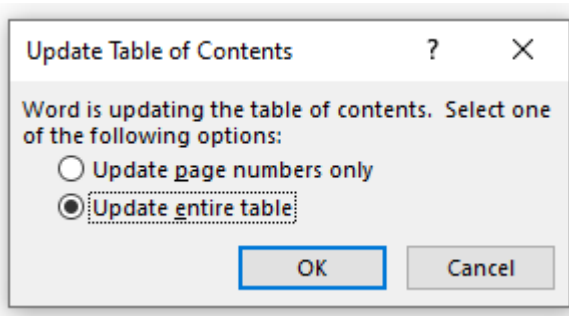 Update Table of Contents ? ✕
Word is updating the table of contents. Select one
of the following options:
Update page numbers only
Update entire table
OK Cancel